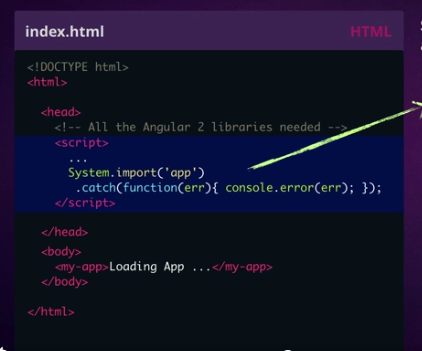 index.html HTML
<!DOCTYPE html>
<html>
<head>
<!-- All the Angular 2 libraries needed -->
<script>
...
System.import('app')
.catch(function(err){ console.error(err); });
</script>
</head>
<body>
<my-app>Loading App ...</my-app>
</body>
</html>